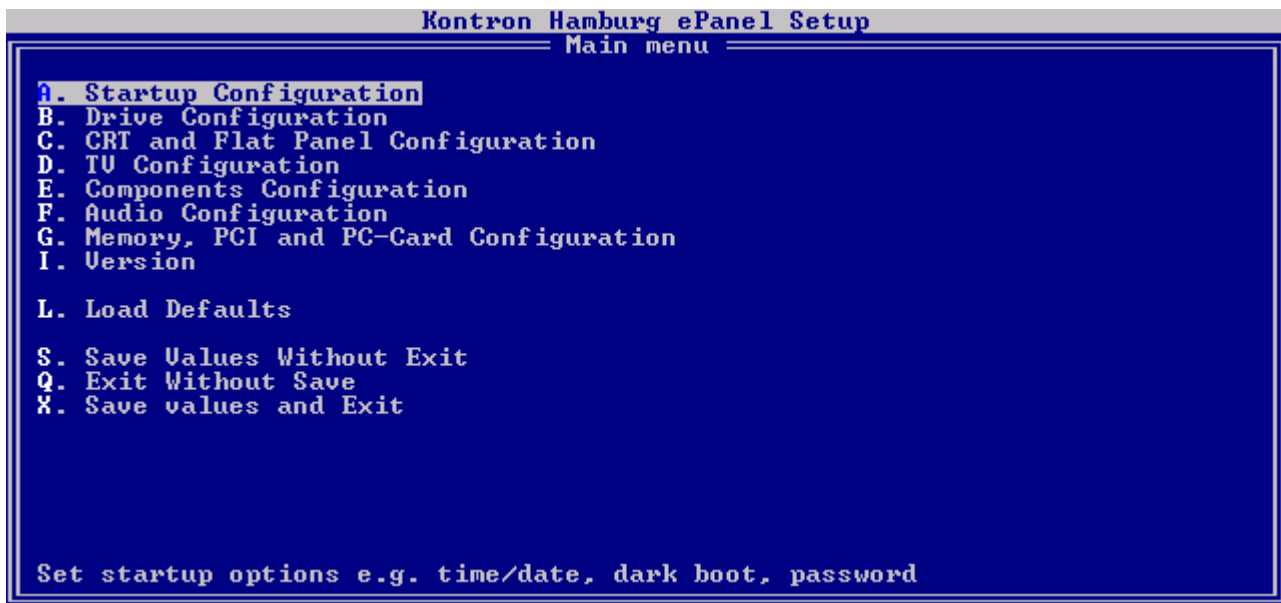 Kontron Hamburg ePanel Setup
Main menu
A. Startup Configuration
B. Drive Configuration
C. CRT and Flat Panel Configuration
D. TV Configuration
E. Components Configuration
F. Audio Configuration
G. Memory, PCI and PC-Card Configuration
I. Version
L. Load Defaults
S. Save Values Without Exit
Q. Exit Without Save
X. Save values and Exit
Set startup options e.g. time/date, dark boot, password